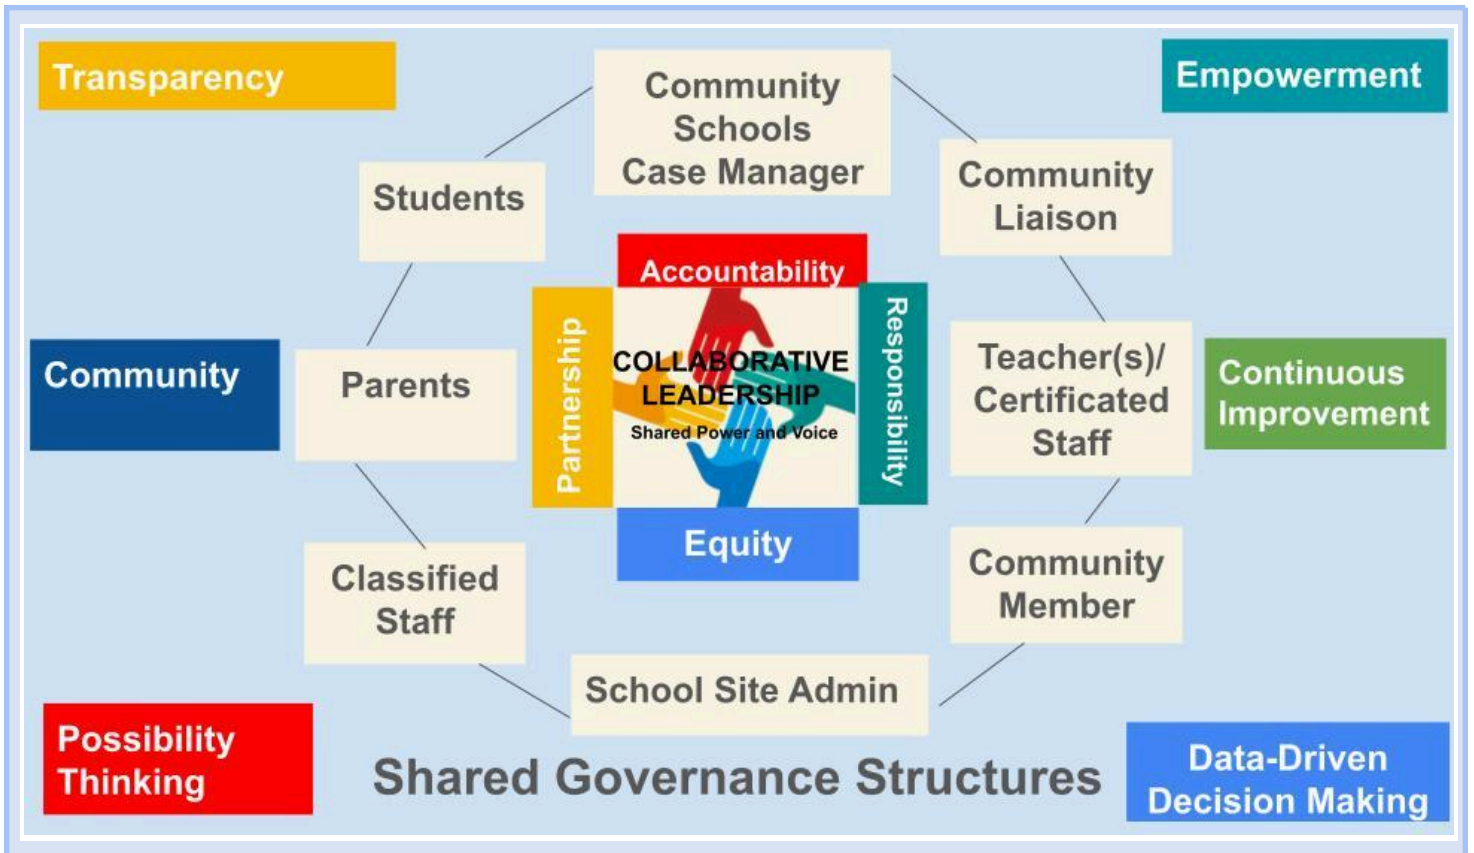 Transparency
Community
Schools
Case Manager
Empowerment
Students
Community
Liaison
Accountability
Partnership
COLLABORATIVE
LEADERSHIP
Shared Power and Voice
Responsibility
Equity
Community
Parents
Teacher(s)/
Certificated
Staff
Continuous
Improvement
Classified
Staff
Community
Member
School Site Admin
Possibility
Thinking
Shared Governance Structures
Data-Driven
Decision Making